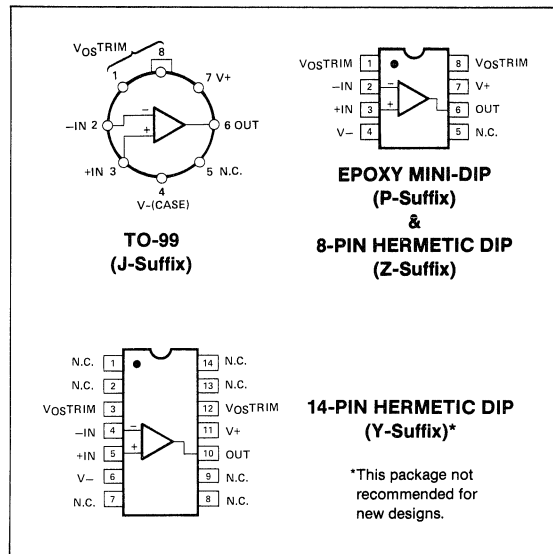 VOSTRIM
8
1
7 V+
−IN 2
−
+
6 OUT
+IN 3
5 N.C.
4
V−(CASE)
TO-99
(J-Suffix)
VOSTRIM 1
8 VOSTRIM
−IN 2
−
7 V+
+IN 3
+
6 OUT
V− 4
5 N.C.
EPOXY MINI-DIP
(P-Suffix)
&
8-PIN HERMETIC DIP
(Z-Suffix)
N.C. 1
14 N.C.
N.C. 2
13 N.C.
VOSTRIM 3
12 VOSTRIM
−IN 4
−
11 V+
+IN 5
+
10 OUT
V− 6
9 N.C.
N.C. 7
8 N.C.
14-PIN HERMETIC DIP
(Y-Suffix)*
*This package not
recommended for
new designs.